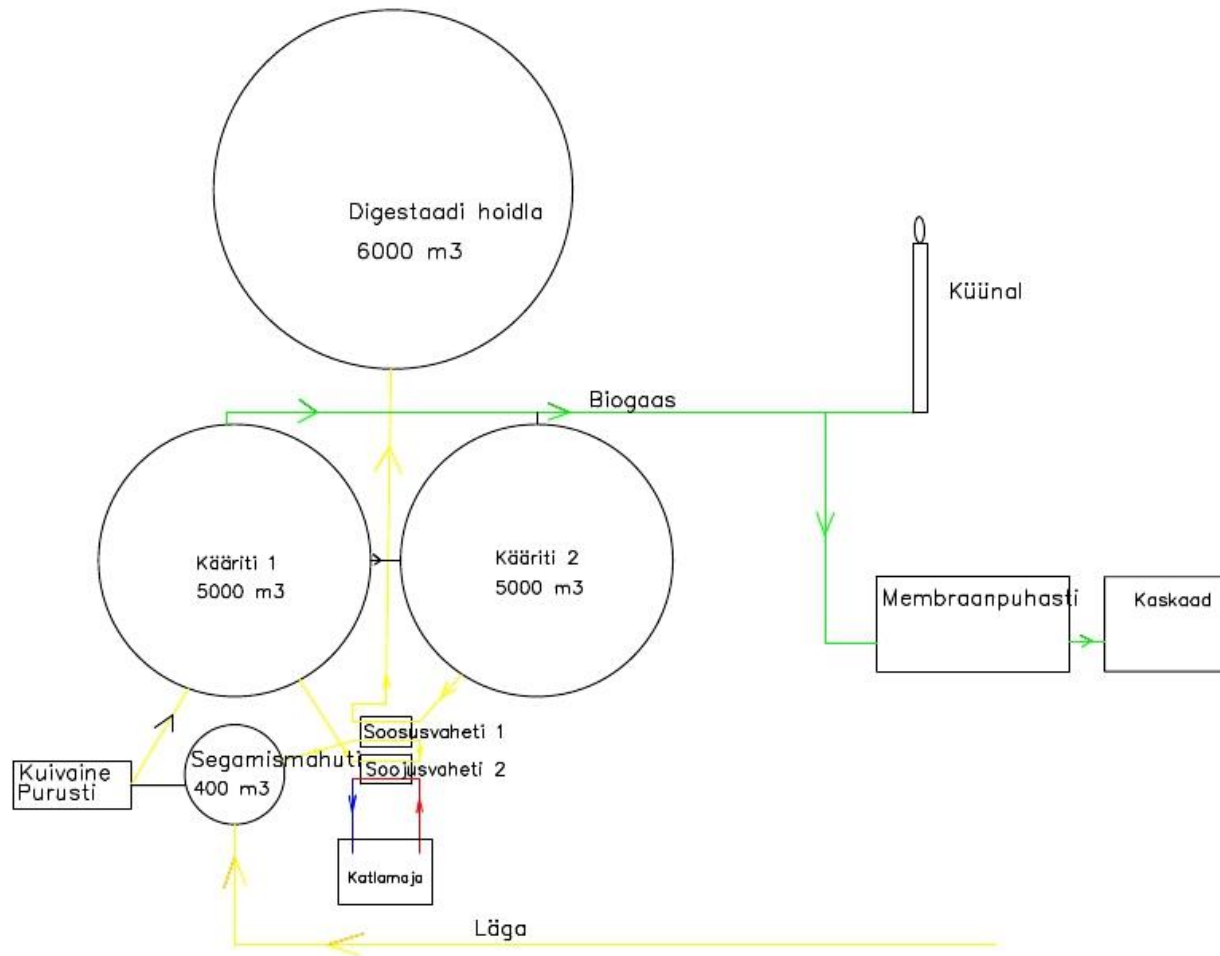 Digestaadi hoidla
6000 m3
Küünal
Biogaas
Kääriti 1
5000 m3
Kääriti 2
5000 m3
Membraanpuhasti
Kaskaad
Soosusvaheti 1
Segamismahuti
400 m3
Soojusvaheti 2
Kuivaine
Purusti
Katlamaja
Läga